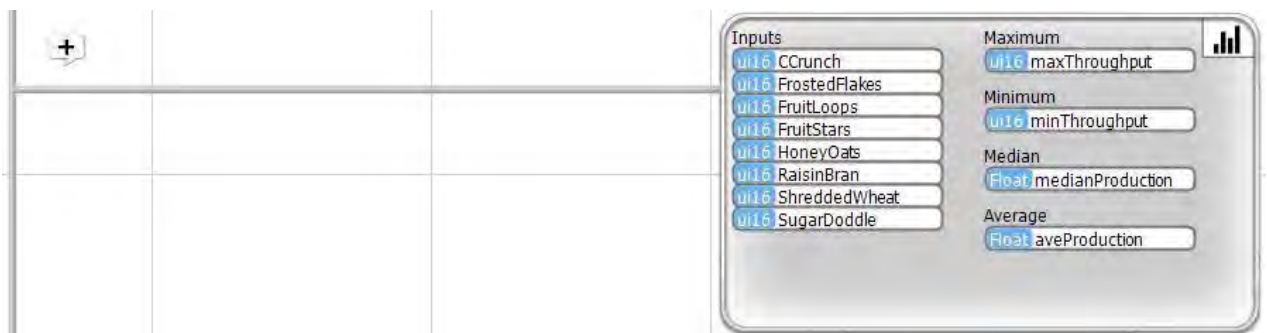 +
Inputs
ui16 CCrunch
ui16 FrostedFlakes
ui16 FruitLoops
ui16 FruitStars
ui16 HoneyOats
ui16 RaisinBran
ui16 ShreddedWheat
ui16 SugarDoddle
Maximum
ui16 maxThroughput
Minimum
ui16 minThroughput
Median
Float medianProduction
Average
Float aveProduction